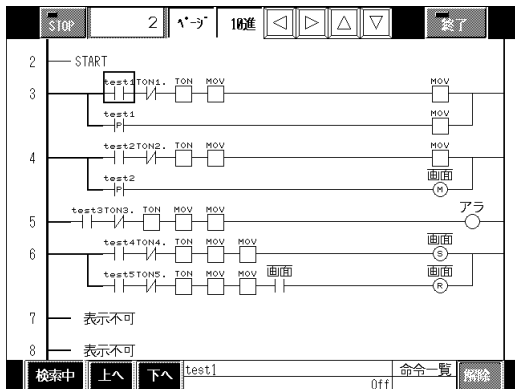 STOP 2 ﾍﾟｰｼﾞ 10進 終了
2 START
3 test1 TON1. TON MOV MOV
test1 P MOV
4 test2 TON2. TON MOV MOV
test2 P 画面 M
5 test3 TON3. TON MOV MOV アラ
6 test4 TON4. TON MOV MOV 画面 S
test5 TON5. TON MOV MOV 画面 画面 R
7 表示不可
8 表示不可
検索中 上へ 下へ test1 Off 命令一覧 解除